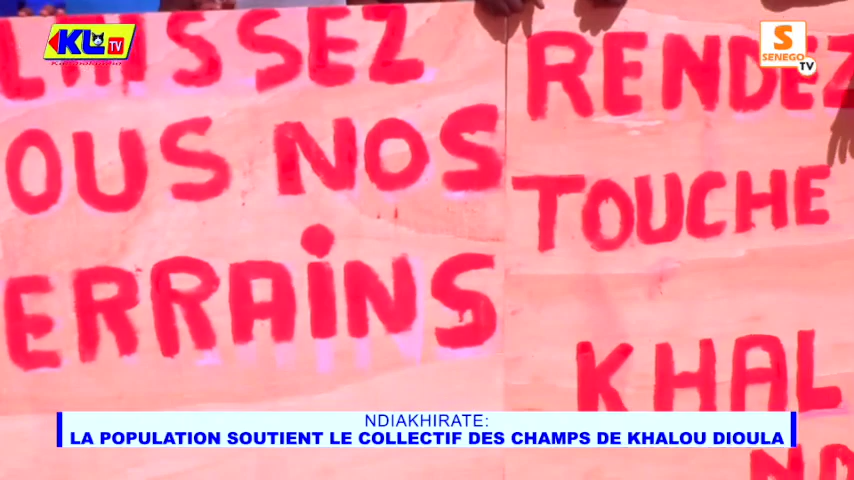 KL TV
S
SENEGO
TV
LAISSEZ
OUS NOS
ERRAiNS
RENDEZ
TOUCHE
KHAL
NDIAKHIRATE:
LA POPULATION SOUTIENT LE COLLECTIF DES CHAMPS DE KHALOU DIOULA